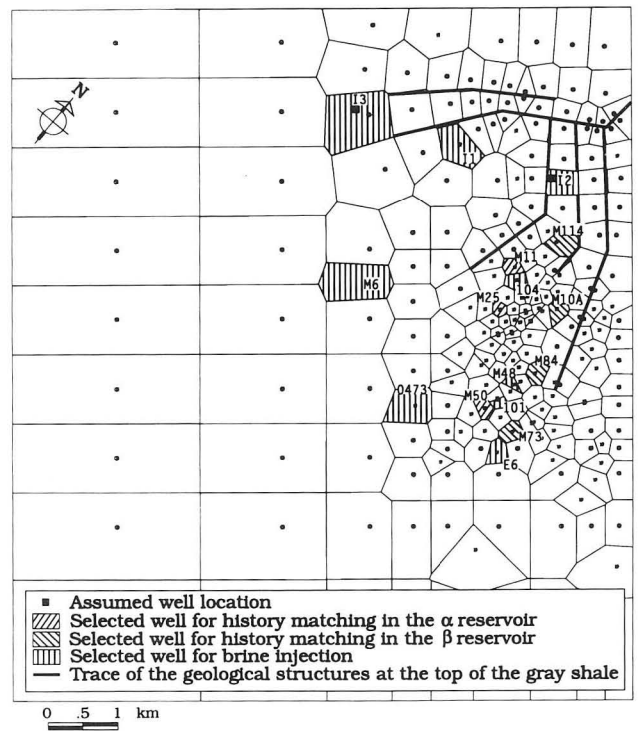 N
I3
I1
I2
M114
M11
M6
104
M25
M10A
M84
M48
0473
M50
I101
M73
E6
Assumed well location
Selected well for history matching in the α reservoir
Selected well for history matching in the β reservoir
Selected well for brine injection
Trace of the geological structures at the top of the gray shale
0 .5 1 km